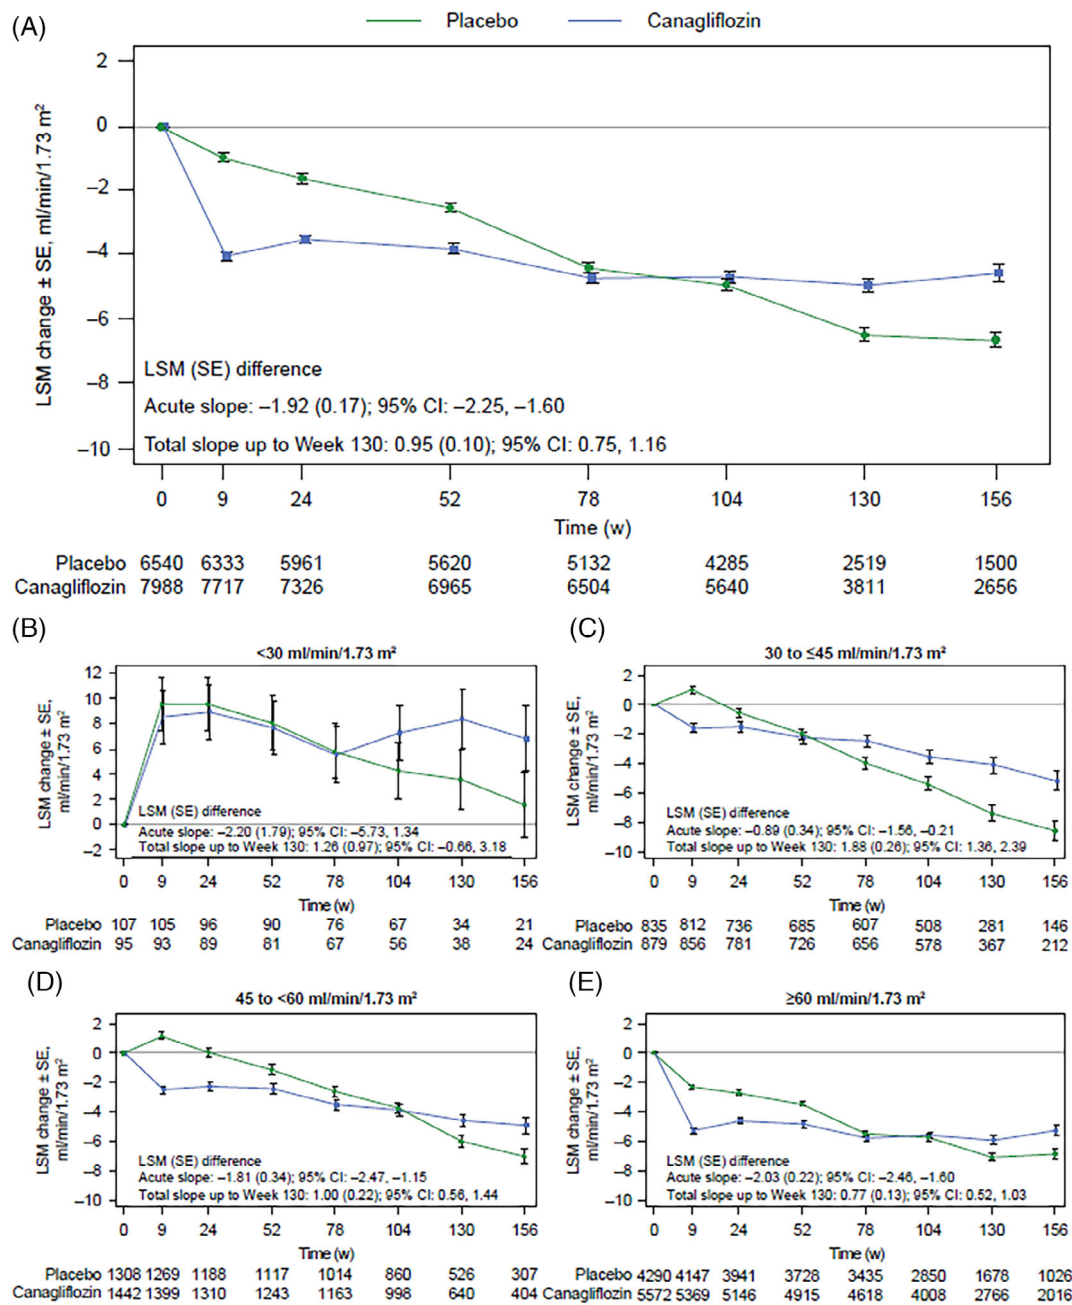 (A)
Placebo Canagliflozin
LSM change ± SE, ml/min/1.73 m²
2
0
−2
−4
−6
−8
−10
LSM (SE) difference
Acute slope: −1.92 (0.17); 95% CI: −2.25, −1.60
Total slope up to Week 130: 0.95 (0.10); 95% CI: 0.75, 1.16
0 9 24 52 78 104 130 156
Time (w)
Placebo 6540 6333 5961 5620 5132 4285 2519 1500
Canagliflozin 7988 7717 7326 6965 6504 5640 3811 2656
(B)
<30 ml/min/1.73 m²
LSM change ± SE,
ml/min/1.73 m²
12
10
8
6
4
2
0
−2
LSM (SE) difference
Acute slope: −2.20 (1.79); 95% CI: −5.73, 1.34
Total slope up to Week 130: 1.26 (0.97); 95% CI: −0.66, 3.18
0 9 24 52 78 104 130 156
Time (w)
Placebo 107 105 96 90 76 67 34 21
Canagliflozin 95 93 89 81 67 56 38 24
(C)
30 to ≤45 ml/min/1.73 m²
LSM change ± SE,
ml/min/1.73 m²
2
0
−2
−4
−6
−8
−10
LSM (SE) difference
Acute slope: −0.89 (0.34); 95% CI: −1.56, −0.21
Total slope up to Week 130: 1.88 (0.26); 95% CI: 1.36, 2.39
0 9 24 52 78 104 130 156
Time (w)
Placebo 835 812 736 685 607 508 281 146
Canagliflozin 879 856 781 726 656 578 367 212
(D)
45 to <60 ml/min/1.73 m²
LSM change ± SE,
ml/min/1.73 m²
2
0
−2
−4
−6
−8
−10
LSM (SE) difference
Acute slope: −1.81 (0.34); 95% CI: −2.47, −1.15
Total slope up to Week 130: 1.00 (0.22); 95% CI: 0.56, 1.44
0 9 24 52 78 104 130 156
Time (w)
Placebo 1308 1269 1188 1117 1014 860 526 307
Canagliflozin 1442 1399 1310 1243 1163 998 640 404
(E)
≥60 ml/min/1.73 m²
LSM change ± SE,
ml/min/1.73 m²
2
0
−2
−4
−6
−8
−10
LSM (SE) difference
Acute slope: −2.03 (0.22); 95% CI: −2.46, −1.60
Total slope up to Week 130: 0.77 (0.13); 95% CI: 0.52, 1.03
0 9 24 52 78 104 130 156
Time (w)
Placebo 4290 4147 3941 3728 3435 2850 1678 1026
Canagliflozin 5572 5369 5146 4915 4618 4008 2766 2016